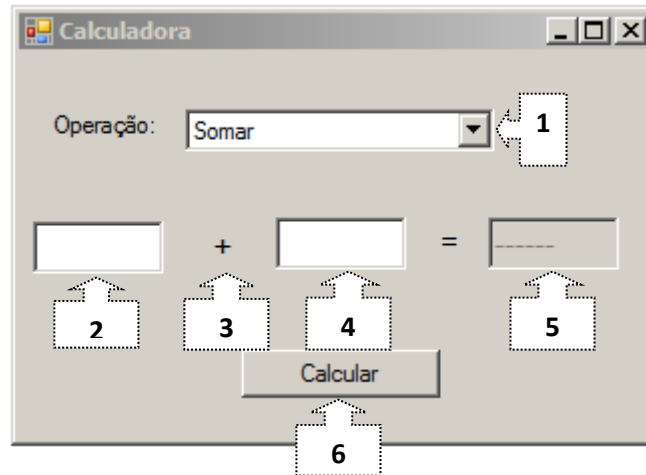 Calculadora
Operação: Somar 1
+ = ------
2 3 4 5
Calcular
6